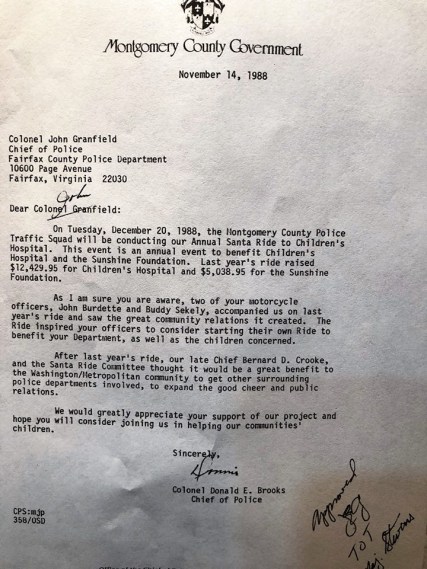 Montgomery County Government
November 14, 1988
Colonel John Granfield
Chief of Police
Fairfax County Police Department
10600 Page Avenue
Fairfax, Virginia 22030
John
Dear Colonel Granfield:
On Tuesday, December 20, 1988, the Montgomery County Police
Traffic Squad will be conducting our Annual Santa Ride to Children's
Hospital. This event is an annual event to benefit Children's
Hospital and the Sunshine Foundation. Last year's ride raised
$12,429.95 for Children's Hospital and $5,038.95 for the Sunshine
Foundation.
As I am sure you are aware, two of your motorcycle
officers, John Burdette and Buddy Sekely, accompanied us on last
year's ride and saw the great community relations it created. The
Ride inspired your officers to consider starting their own Ride to
benefit your Department, as well as the children concerned.
After last year's ride, our late Chief Bernard D. Crooke,
and the Santa Ride Committee thought it would be a great benefit to
the Washington/Metropolitan community to get other surrounding
police departments involved, to expand the good cheer and public
relations.
We would greatly appreciate your support of our project and
hope you will consider joining us in helping our communities'
children.
Sincerely,
Donnie
Colonel Donald E. Brooks
Chief of Police
CPS:mjp
358/OSD
Approved
TOT
Maj. Stevens